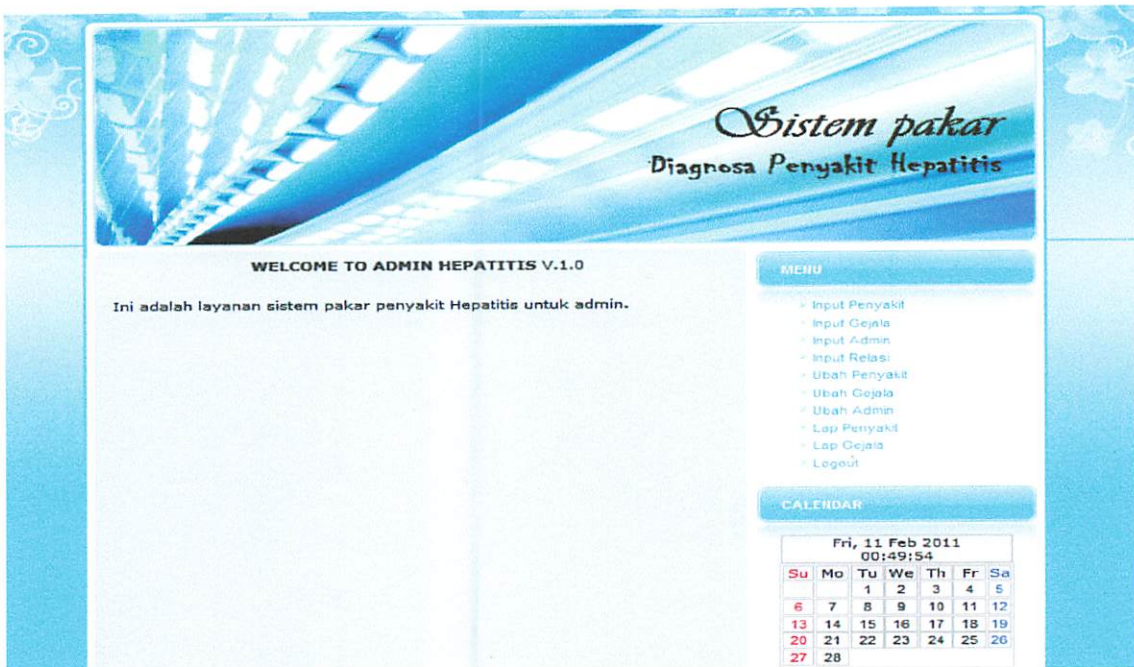 Sistem pakar
Diagnosa Penyakit Hepatitis
WELCOME TO ADMIN HEPATITIS V.1.0
Ini adalah layanan sistem pakar penyakit Hepatitis untuk admin.
MENU
Input Penyakit
Input Gejala
Input Admin
Input Relasi
Ubah Penyakit
Ubah Gejala
Ubah Admin
Lap Penyakit
Lap Gejala
Logout
CALENDAR
Fri, 11 Feb 2011
00:49:54
Su Mo Tu We Th Fr Sa
1 2 3 4 5
6 7 8 9 10 11 12
13 14 15 16 17 18 19
20 21 22 23 24 25 26
27 28